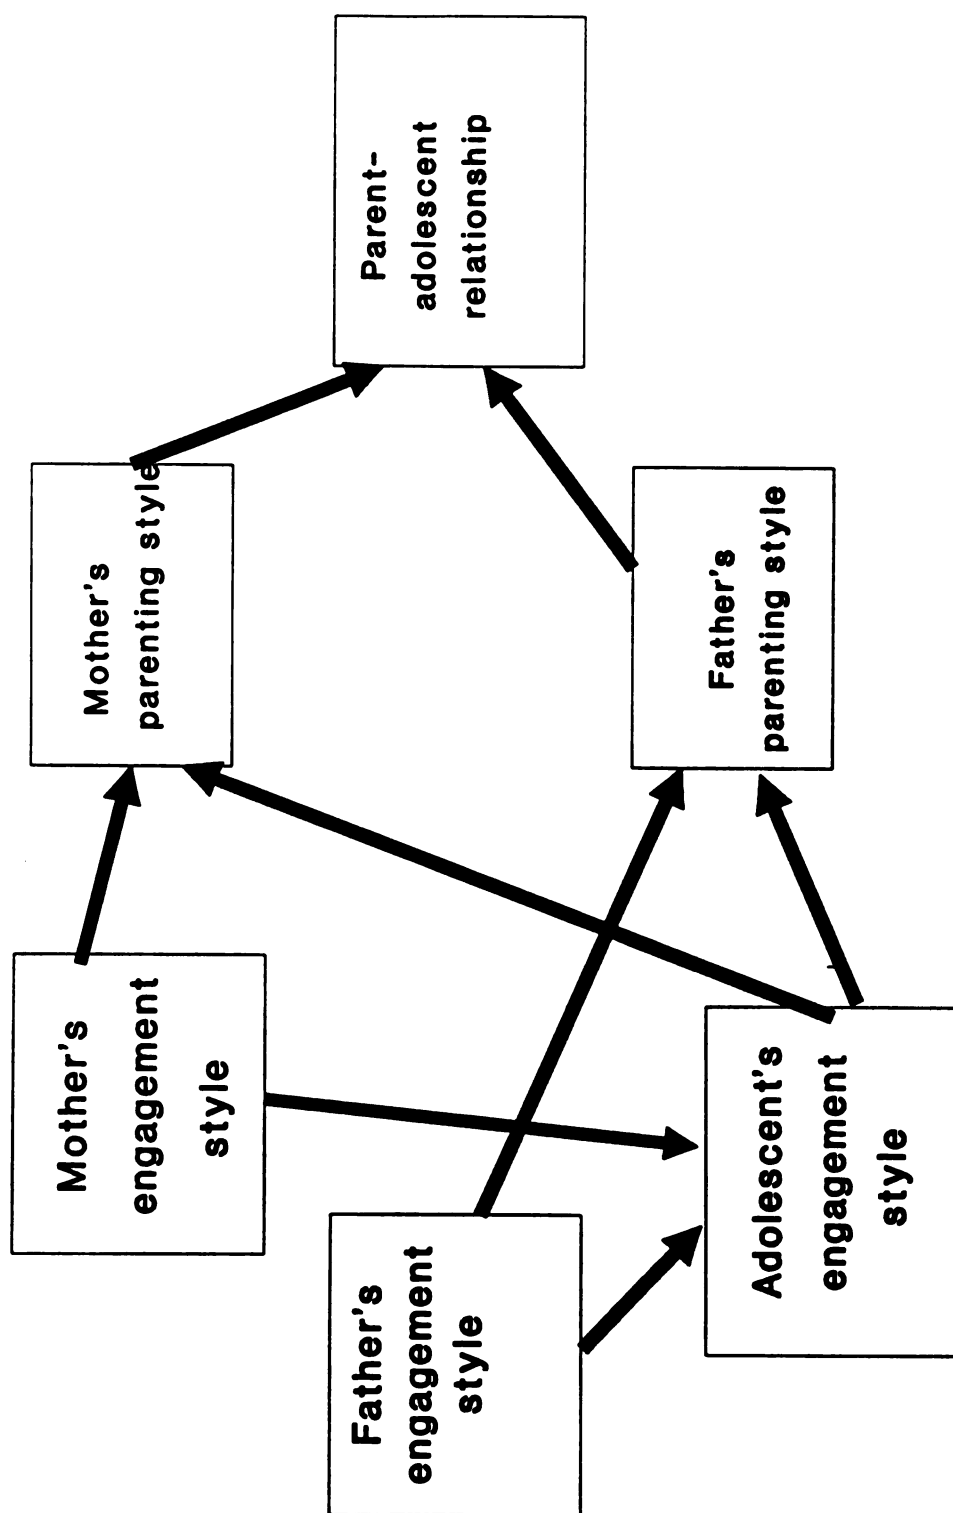 Mother's
engagement
style
Father's
engagement
style
Adolescent's
engagement
style
Mother's
parenting style
Father's
parenting style
Parent-
adolescent
relationship